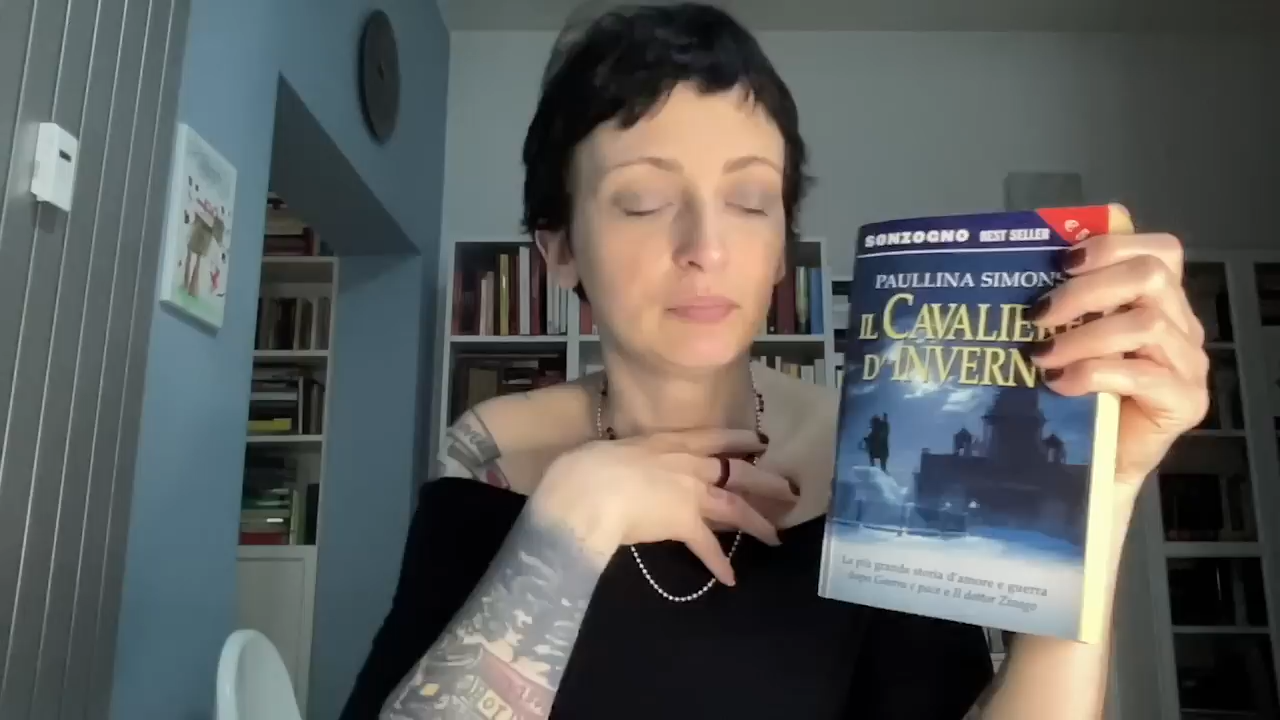 SONZOGNO BEST SELLER
PAULLINA SIMONS
IL CAVALIERE
D'INVERN
La più grande storia d'amore e guerra
dopo Guerra e pace e Il dottor Zivago